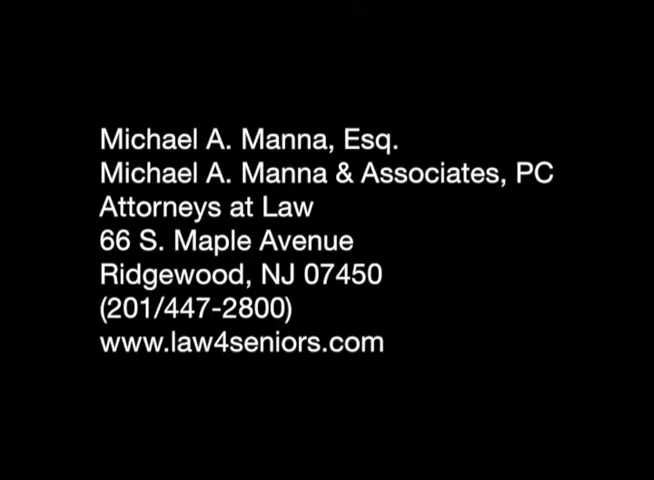 Michael A. Manna, Esq.
Michael A. Manna & Associates, PC
Attorneys at Law
66 S. Maple Avenue
Ridgewood, NJ 07450
(201/447-2800)
www.law4seniors.com